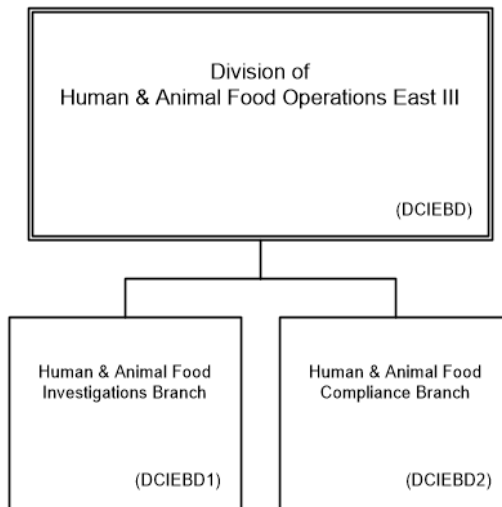 Division of
Human & Animal Food Operations East III
(DCIEBD)
Human & Animal Food
Investigations Branch
(DCIEBD1)
Human & Animal Food
Compliance Branch
(DCIEBD2)